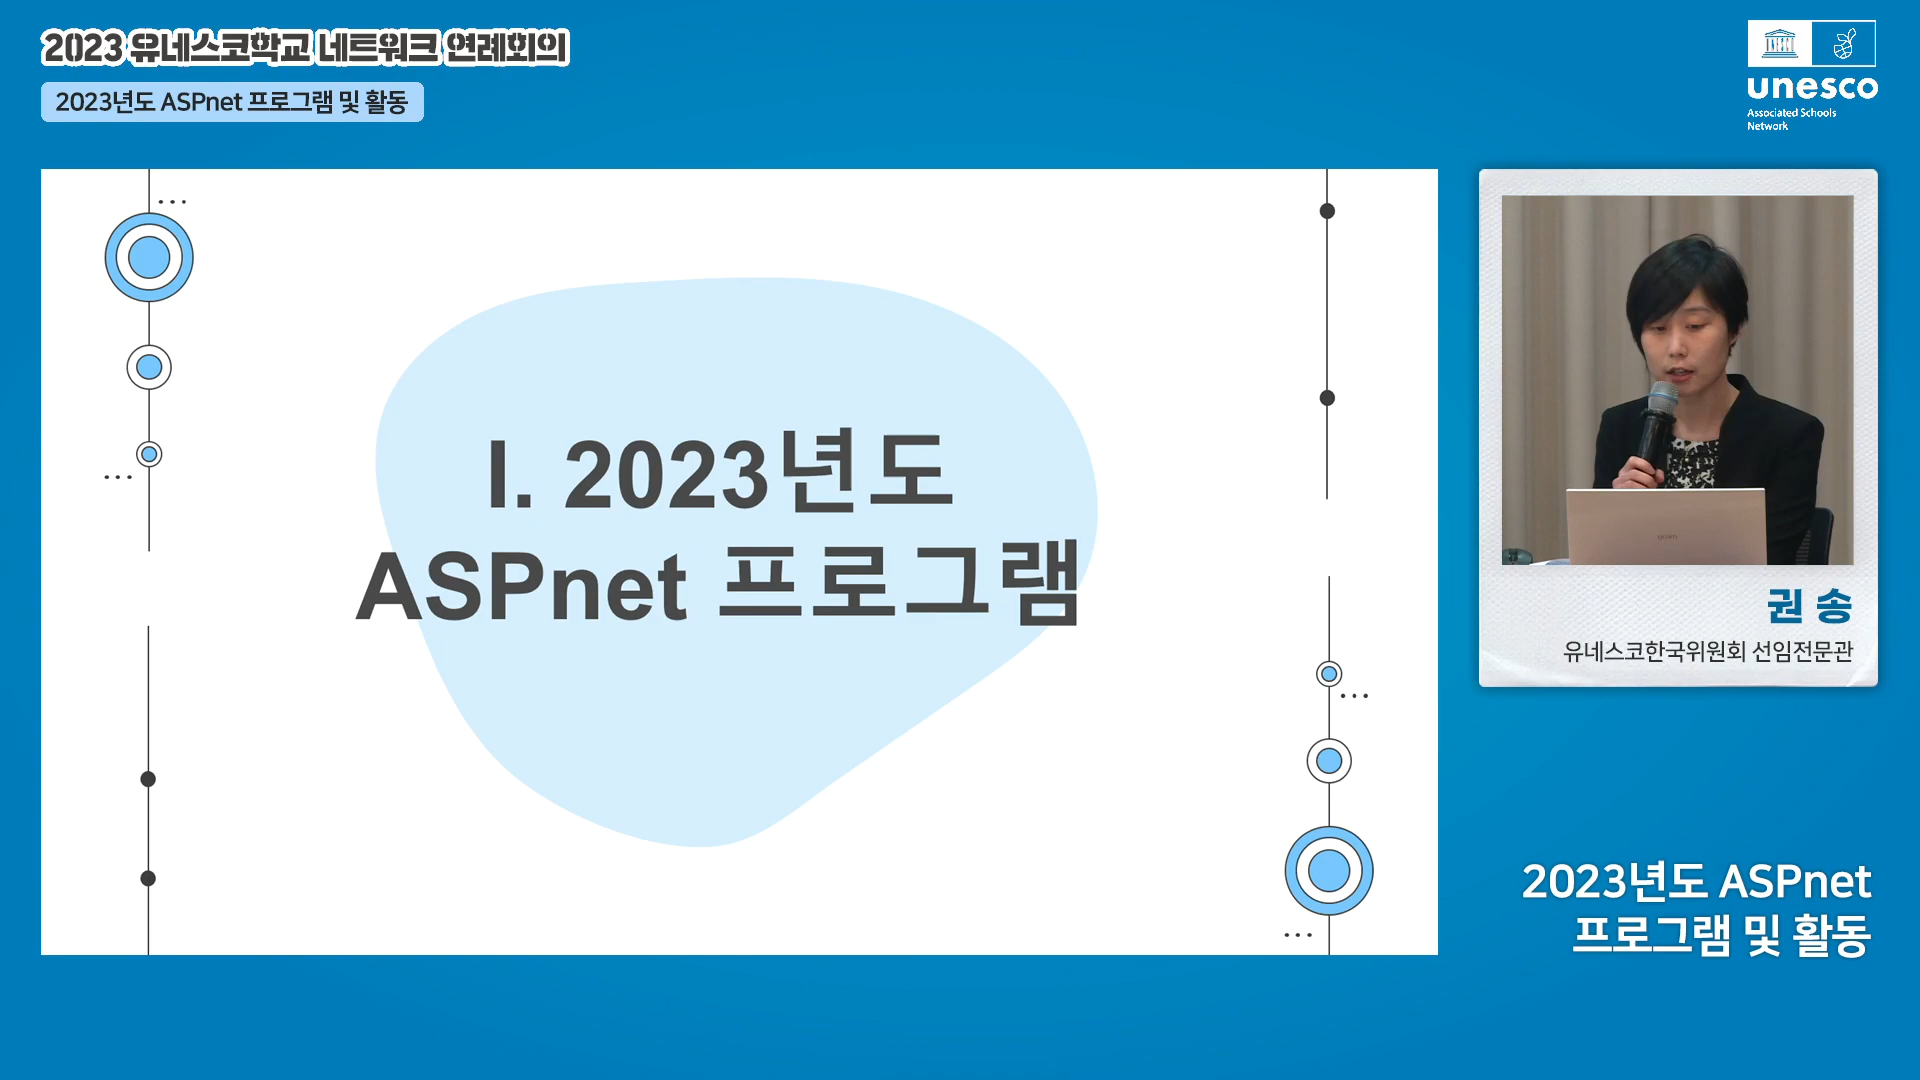 2023 유네스코학교 네트워크 연례회의
2023년도 ASPnet 프로그램 및 활동
unesco
Associated Schools
Network
I. 2023년도
ASPnet 프로그램
gram
권 송
유네스코한국위원회 선임전문관
2023년도 ASPnet
프로그램 및 활동